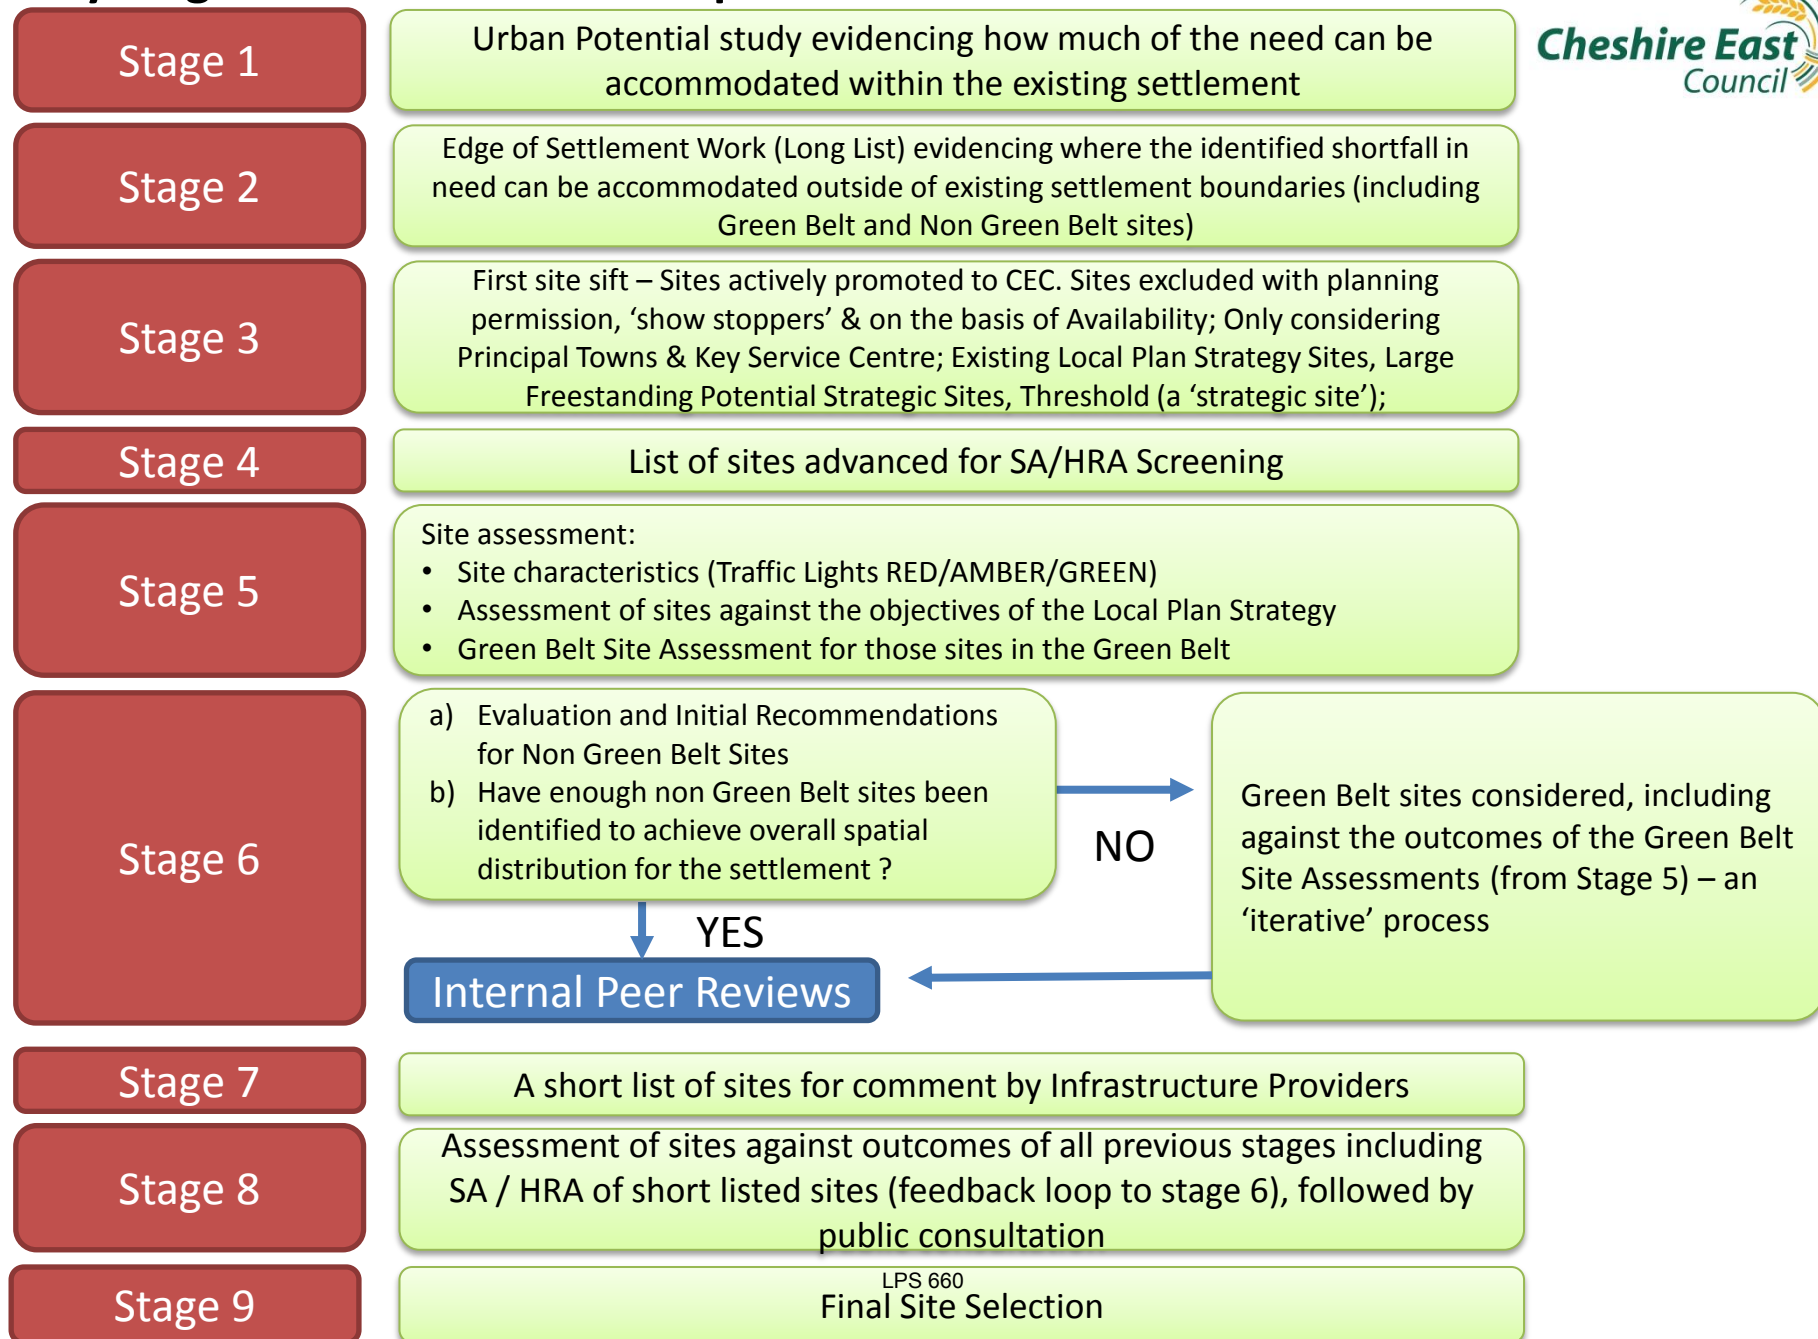 Cheshire East
Council
Stage 1
Urban Potential study evidencing how much of the need can be
accommodated within the existing settlement
Stage 2
Edge of Settlement Work (Long List) evidencing where the identified shortfall in
need can be accommodated outside of existing settlement boundaries (including
Green Belt and Non Green Belt sites)
Stage 3
First site sift – Sites actively promoted to CEC. Sites excluded with planning
permission, ‘show stoppers’ & on the basis of Availability; Only considering
Principal Towns & Key Service Centre; Existing Local Plan Strategy Sites, Large
Freestanding Potential Strategic Sites, Threshold (a ‘strategic site’);
Stage 4
List of sites advanced for SA/HRA Screening
Stage 5
Site assessment:
• Site characteristics (Traffic Lights RED/AMBER/GREEN)
• Assessment of sites against the objectives of the Local Plan Strategy
• Green Belt Site Assessment for those sites in the Green Belt
Stage 6
a) Evaluation and Initial Recommendations
for Non Green Belt Sites
b) Have enough non Green Belt sites been
identified to achieve overall spatial
distribution for the settlement ?
NO
Green Belt sites considered, including
against the outcomes of the Green Belt
Site Assessments (from Stage 5) – an
‘iterative’ process
YES
Internal Peer Reviews
Stage 7
A short list of sites for comment by Infrastructure Providers
Stage 8
Assessment of sites against outcomes of all previous stages including
SA / HRA of short listed sites (feedback loop to stage 6), followed by
public consultation
Stage 9
LPS 660
Final Site Selection